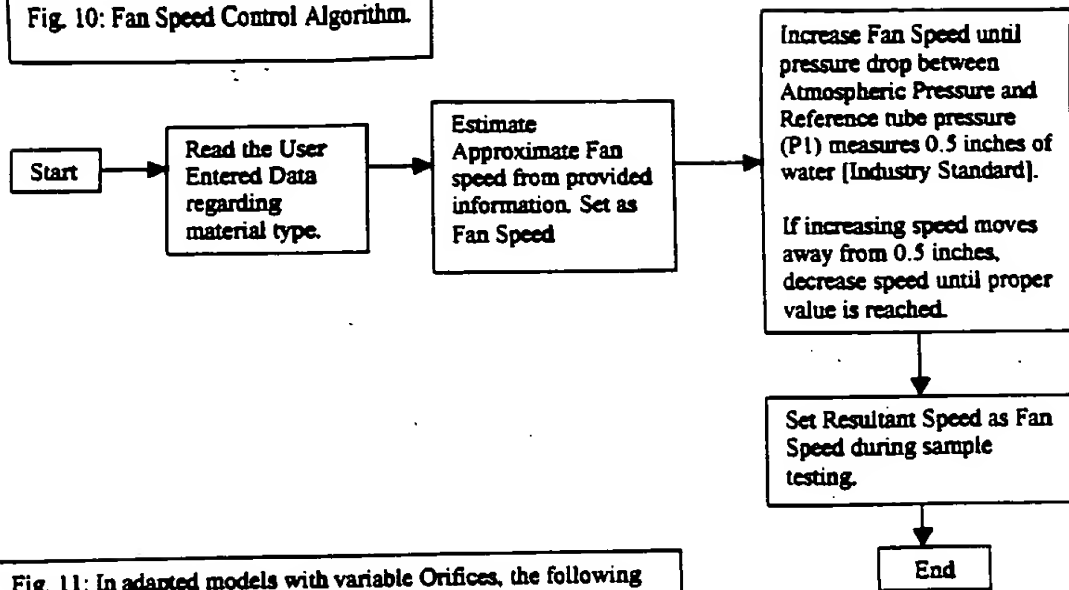 Fig. 10: Fan Speed Control Algorithm.
Start
Read the User
Entered Data
regarding
material type.
Estimate
Approximate Fan
speed from provided
information. Set as
Fan Speed
Increase Fan Speed until
pressure drop between
Atmospheric Pressure and
Reference tube pressure
(P1) measures 0.5 inches of
water [Industry Standard].
If increasing speed moves
away from 0.5 inches,
decrease speed until proper
value is reached.
Set Resultant Speed as Fan
Speed during sample
testing.
End
Fig. 11: In adapted models with variable Orifices, the following